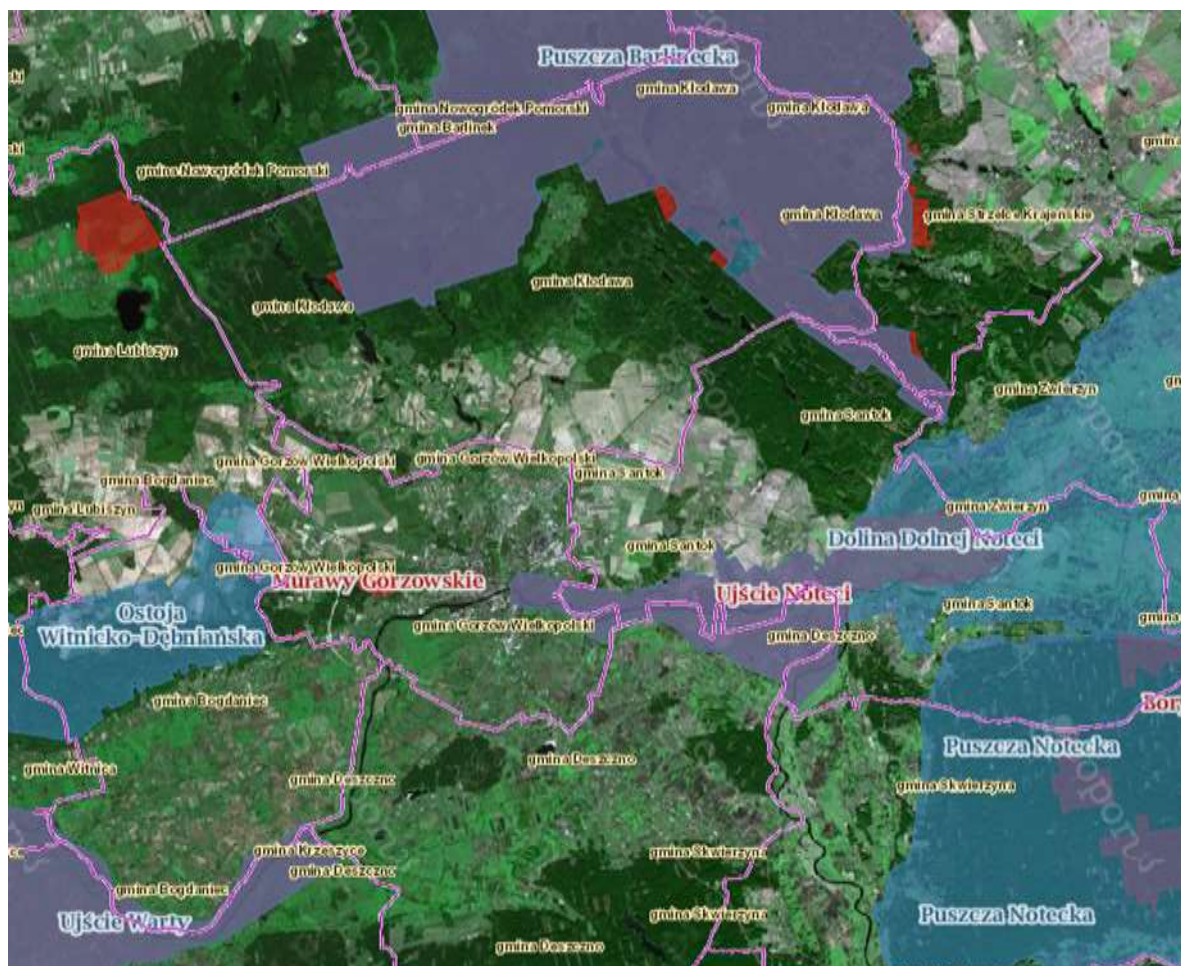 Puszcza Barlinecka
gmina Kłodawa
gmina Nowogródek Pomorski
gmina Kłodawa
gmina Barlinek
gmina Nowogródek Pomorski
gmina Kłodawa
gmina Strzelce Krajeńskie
gmina Kłodawa
gmina Kłodawa
gmina Lubiszyn
gmina Zwierzyn
gmina Santok
gmina Gorzów Wielkopolski
gmina Gorzów Wielkopolski
gmina Santok
gmina Bogdaniec
gmina Lubiszyn
gmina Zwierzyn
Dolina Dolnej Noteci
gmina Santok
gmina Gorzów Wielkopolski
Murawy Gorzowskie
Ujście Noteci
gmina Santok
Ostoja
Witnicko-Dębniańska
gmina Gorzów Wielkopolski
gmina Deszczno
gmina Bogdaniec
Puszcza Notecka
gmina Witnica
gmina Deszczno
gmina Deszczno
gmina Skwierzyna
gmina Krzeszyce
gmina Skwierzyna
gmina Deszczno
gmina Bogdaniec
Ujście Warty
gmina Skwierzyna
Puszcza Notecka
gmina Deszczno